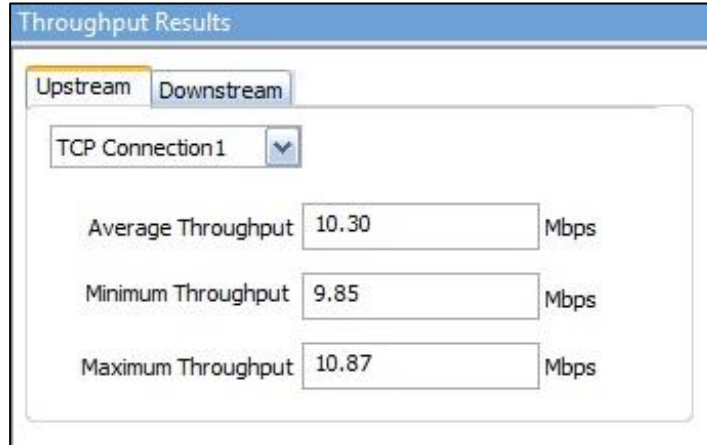 Throughput Results
Upstream Downstream
TCP Connection1
Average Throughput 10.30 Mbps
Minimum Throughput 9.85 Mbps
Maximum Throughput 10.87 Mbps